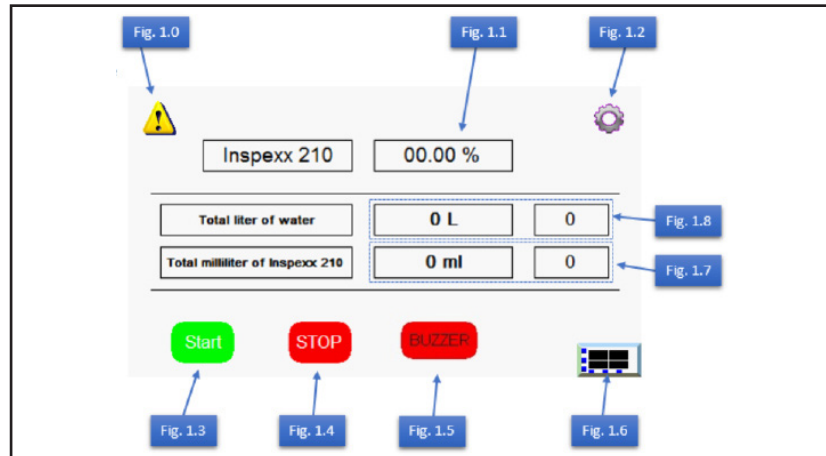 Fig. 1.0
Fig. 1.1
Fig. 1.2
Inspexx 210
00.00 %
Total liter of water
0 L
0
Fig. 1.8
Total milliliter of Inspexx 210
0 ml
0
Fig. 1.7
Start
STOP
BUZZER
Fig. 1.3
Fig. 1.4
Fig. 1.5
Fig. 1.6